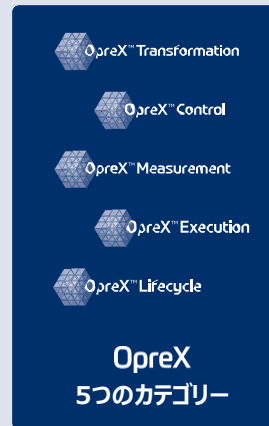 OpreX™ Transformation
OpreX™ Control
OpreX™ Measurement
OpreX™ Execution
OpreX™ Lifecycle
OpreX
5つのカテゴリー